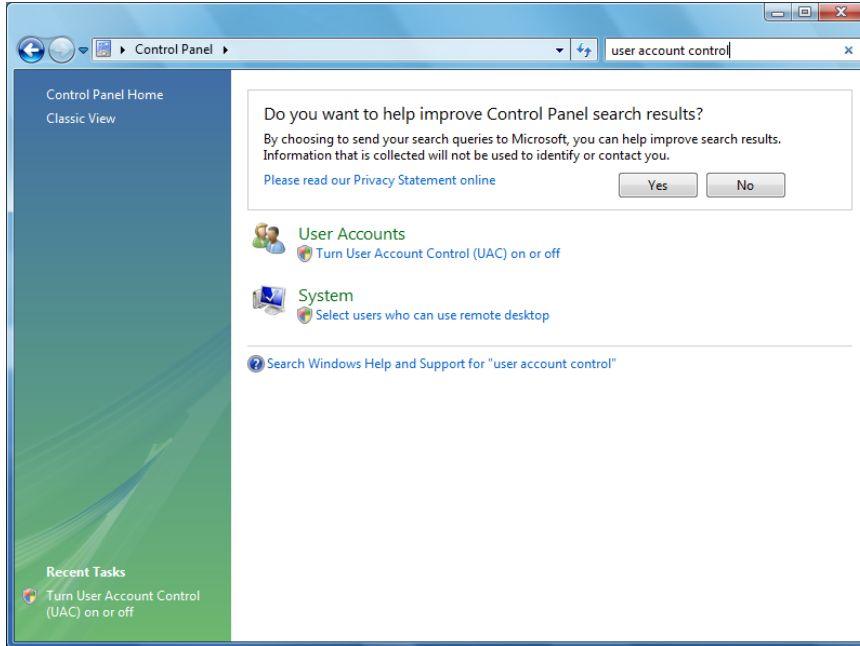 Control Panel
user account control
Control Panel Home
Classic View
Do you want to help improve Control Panel search results?
By choosing to send your search queries to Microsoft, you can help improve search results.
Information that is collected will not be used to identify or contact you.
Please read our Privacy Statement online
Yes
No
User Accounts
Turn User Account Control (UAC) on or off
System
Select users who can use remote desktop
Search Windows Help and Support for "user account control"
Recent Tasks
Turn User Account Control
(UAC) on or off